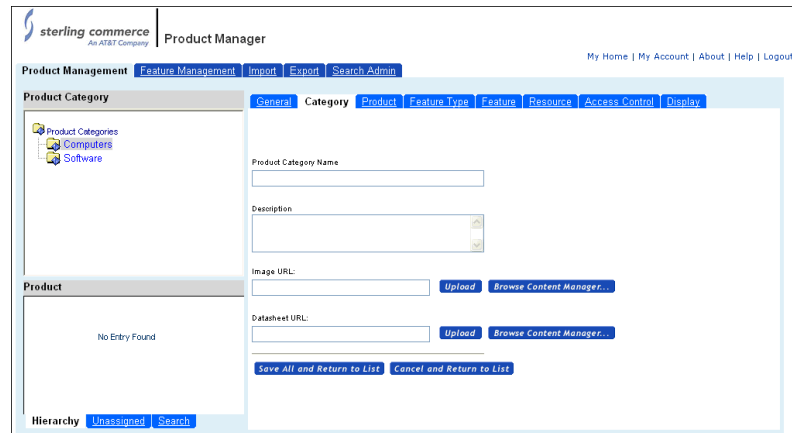 sterling commerce
An AT&T Company
Product Manager
My Home | My Account | About | Help | Logout
Product Management Feature Management Import Export Search Admin
Product Category
General Category Product Feature Type Feature Resource Access Control Display
Product Categories
Computers
Software
Product Category Name
Description
Image URL:
Upload Browse Content Manager...
Product
Datasheet URL:
Upload Browse Content Manager...
No Entry Found
Save All and Return to List Cancel and Return to List
Hierarchy Unassigned Search